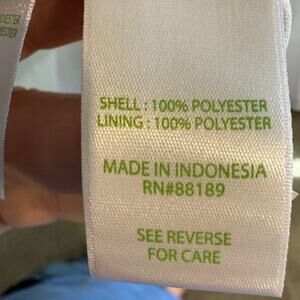 SHELL : 100% POLYESTER
LINING : 100% POLYESTER
MADE IN INDONESIA
RN#88189
SEE REVERSE
FOR CARE